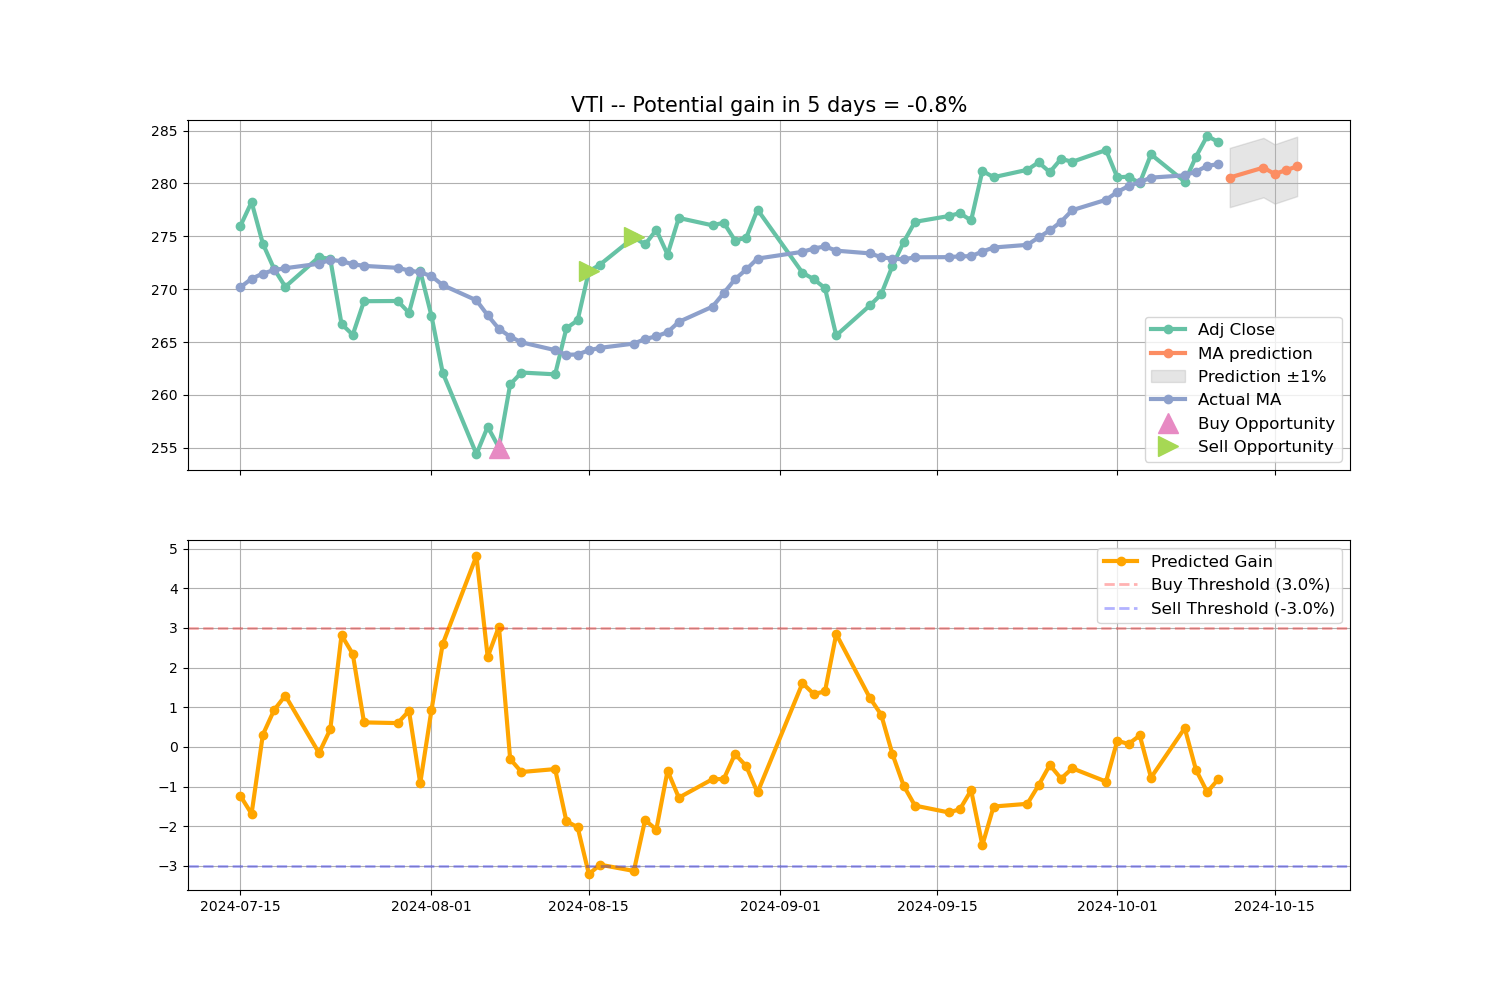 VTI -- Potential gain in 5 days = -0.8%
285
280
275
270
265
260
255
Adj Close
MA prediction
Prediction ±1%
Actual MA
Buy Opportunity
Sell Opportunity
5
4
3
2
1
0
−1
−2
−3
Predicted Gain
Buy Threshold (3.0%)
Sell Threshold (-3.0%)
2024-07-15
2024-08-01
2024-08-15
2024-09-01
2024-09-15
2024-10-01
2024-10-15